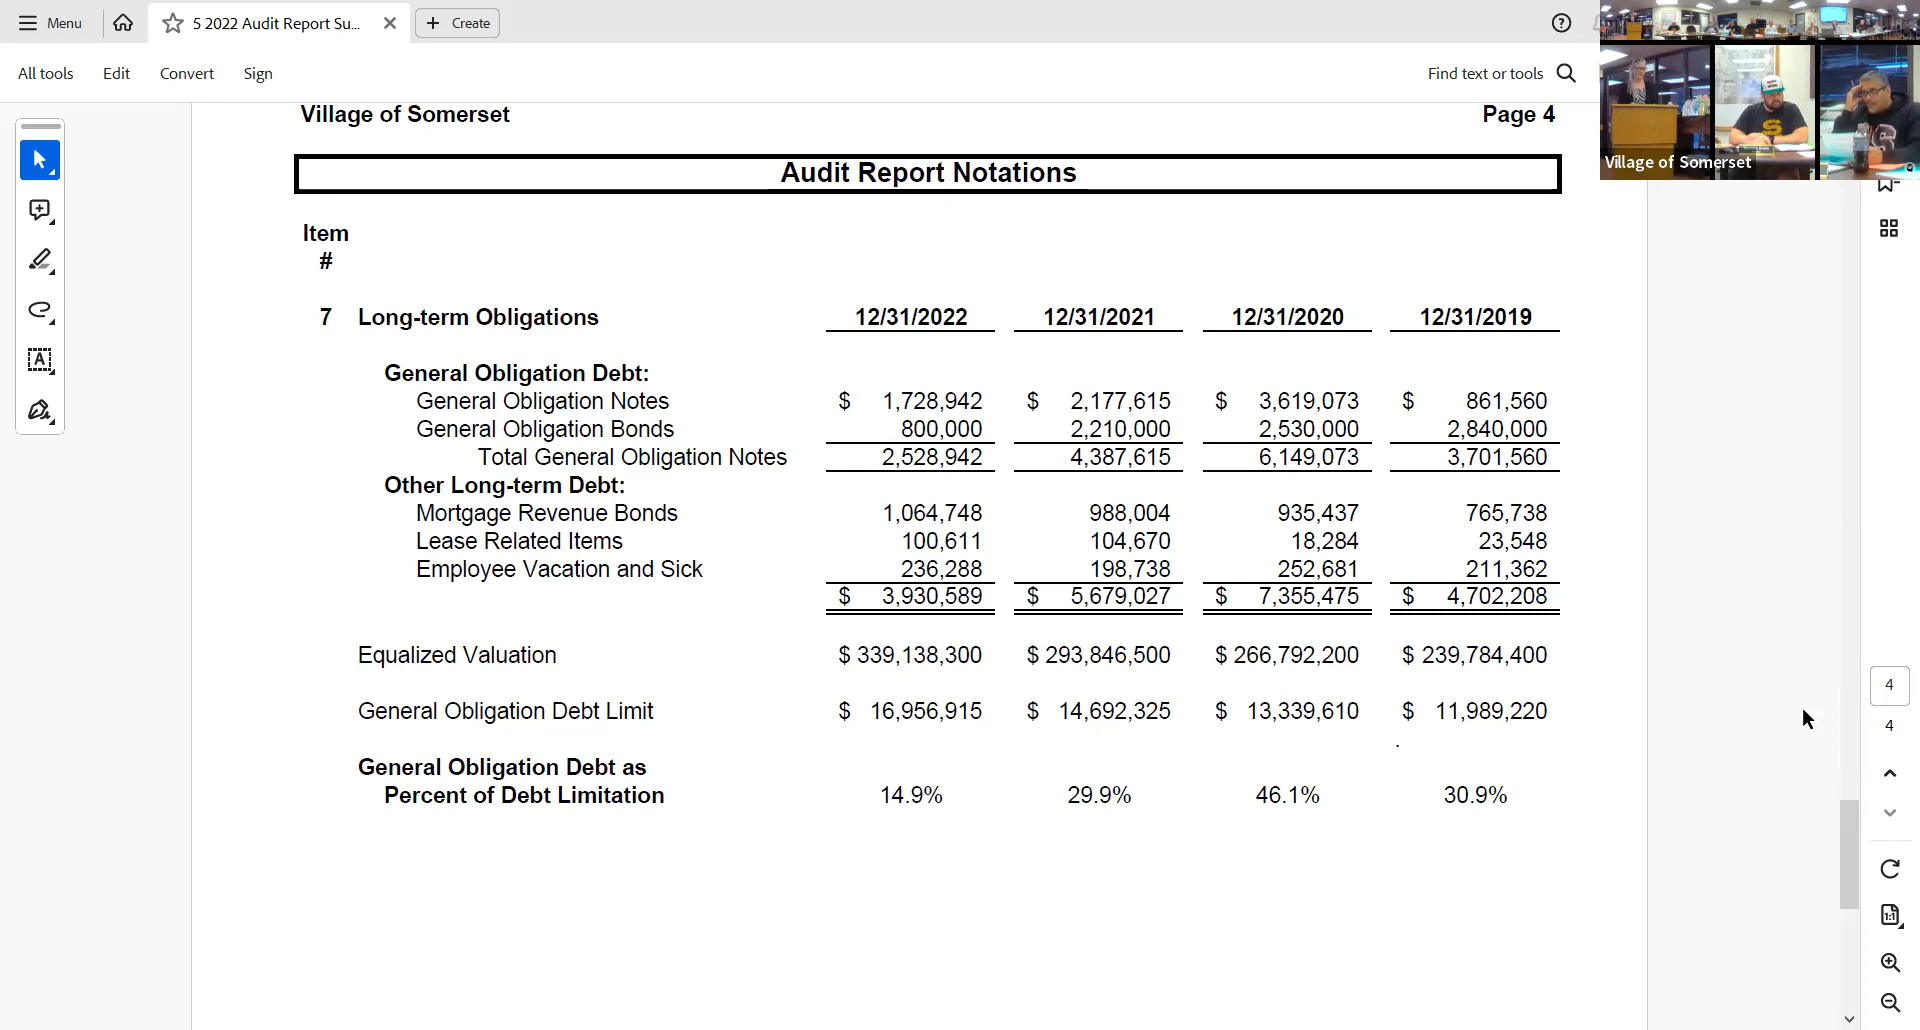 Menu
5 2022 Audit Report Su...
Create
All tools
Edit
Convert
Sign
Find text or tools
Village of Somerset
Village of Somerset Page 4
Audit Report Notations
Item
#
7 Long-term Obligations 12/31/2022 12/31/2021 12/31/2020 12/31/2019
General Obligation Debt:
General Obligation Notes $ 1,728,942 $ 2,177,615 $ 3,619,073 $ 861,560
General Obligation Bonds 800,000 2,210,000 2,530,000 2,840,000
Total General Obligation Notes 2,528,942 4,387,615 6,149,073 3,701,560
Other Long-term Debt:
Mortgage Revenue Bonds 1,064,748 988,004 935,437 765,738
Lease Related Items 100,611 104,670 18,284 23,548
Employee Vacation and Sick 236,288 198,738 252,681 211,362
$ 3,930,589 $ 5,679,027 $ 7,355,475 $ 4,702,208
Equalized Valuation $ 339,138,300 $ 293,846,500 $ 266,792,200 $ 239,784,400
General Obligation Debt Limit $ 16,956,915 $ 14,692,325 $ 13,339,610 $ 11,989,220
General Obligation Debt as
Percent of Debt Limitation 14.9% 29.9% 46.1% 30.9%
4
4